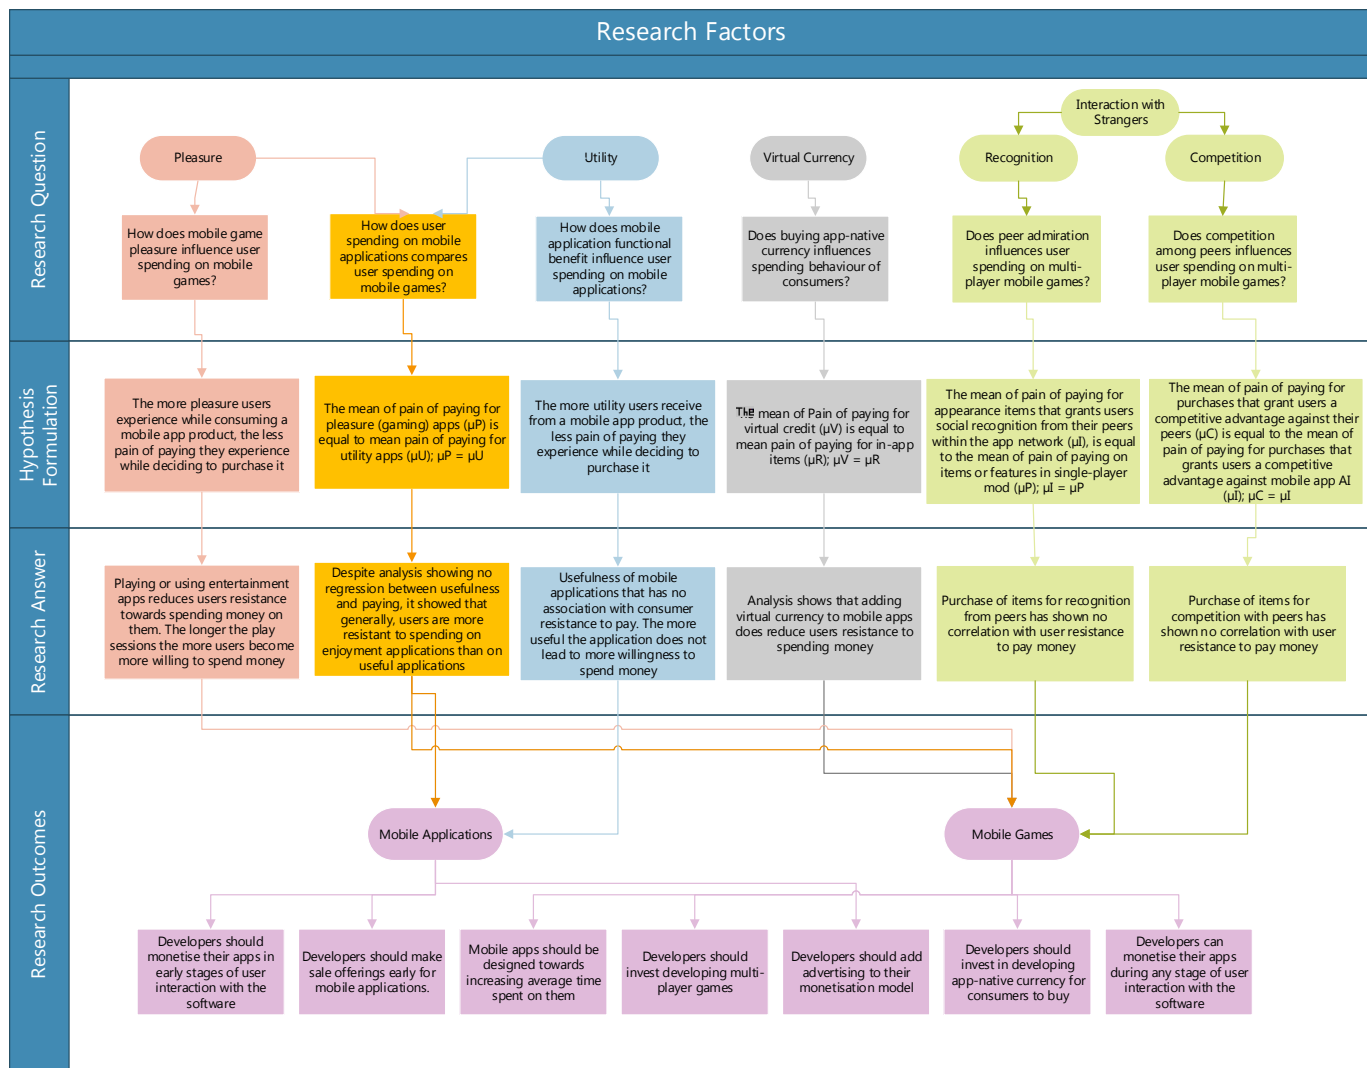 Research Factors
Research Question
Interaction with
Strangers
Pleasure
Utility
Virtual Currency
Recognition
Competition
How does mobile game
pleasure influence user
spending on mobile
games?
How does user
spending on mobile
applications compares
user spending on
mobile games?
How does mobile
application functional
benefit influence user
spending on mobile
applications?
Does buying app-native
currency influences
spending behaviour of
consumers?
Does peer admiration
influences user
spending on multi-
player mobile games?
Does competition
among peers influences
user spending on multi-
player mobile games?
Hypothesis
Formulation
The more pleasure users
experience while consuming a
mobile app product, the less
pain of paying they experience
while deciding to purchase it
The mean of pain of paying for
pleasure (gaming) apps (µP) is
equal to mean pain of paying for
utility apps (µU); µP = µU
The more utility users receive
from a mobile app product, the
less pain of paying they
experience while deciding to
purchase it
The mean of Pain of paying for
virtual credit (µV) is equal to
mean pain of paying for in-app
items (µR); µV = µR
The mean of pain of paying for
appearance items that grants users
social recognition from their peers
within the app network (µI), is equal
to the mean of pain of paying on
items or features in single-player
mod (µP); µI = µP
The mean of pain of paying for
purchases that grant users a
competitive advantage against their
peers (µC) is equal to the mean of
pain of paying for purchases that
grants users a competitive
advantage against mobile app AI
(µI); µC = µI
Research Answer
Playing or using entertainment
apps reduces users resistance
towards spending money on
them. The longer the play
sessions the more users become
more willing to spend money
Despite analysis showing no
regression between usefulness
and paying, it showed that
generally, users are more
resistant to spending on
enjoyment applications than on
useful applications
Usefulness of mobile
applications that has no
association with consumer
resistance to pay. The more
useful the application does not
lead to more willingness to
spend money
Analysis shows that adding
virtual currency to mobile apps
does reduce users resistance to
spending money
Purchase of items for recognition
from peers has shown no
correlation with user resistance
to pay money
Purchase of items for
competition with peers has
shown no correlation with user
resistance to pay money
Research Outcomes
Mobile Applications
Mobile Games
Developers should
monetise their apps in
early stages of user
interaction with the
software
Developers should make
sale offerings early for
mobile applications.
Mobile apps should be
designed towards
increasing average time
spent on them
Developers should
invest developing multi-
player games
Developers should add
advertising to their
monetisation model
Developers should
invest in developing
app-native currency for
consumers to buy
Developers can
monetise their apps
during any stage of user
interaction with the
software